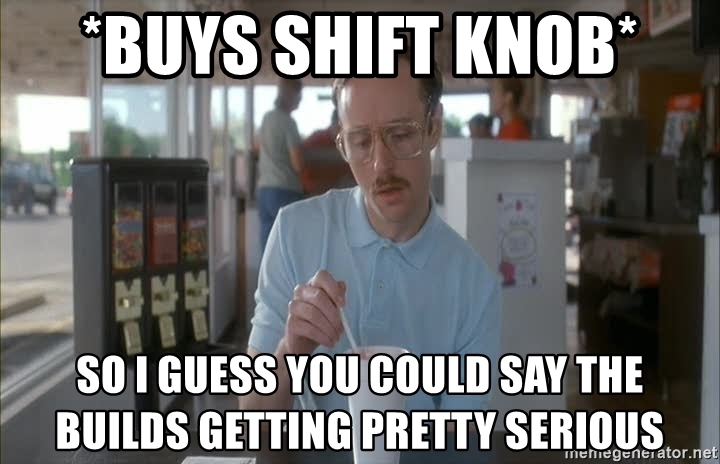 *BUYS SHIFT KNOB*
SO I GUESS YOU COULD SAY THE
BUILDS GETTING PRETTY SERIOUS
memegenerator.net